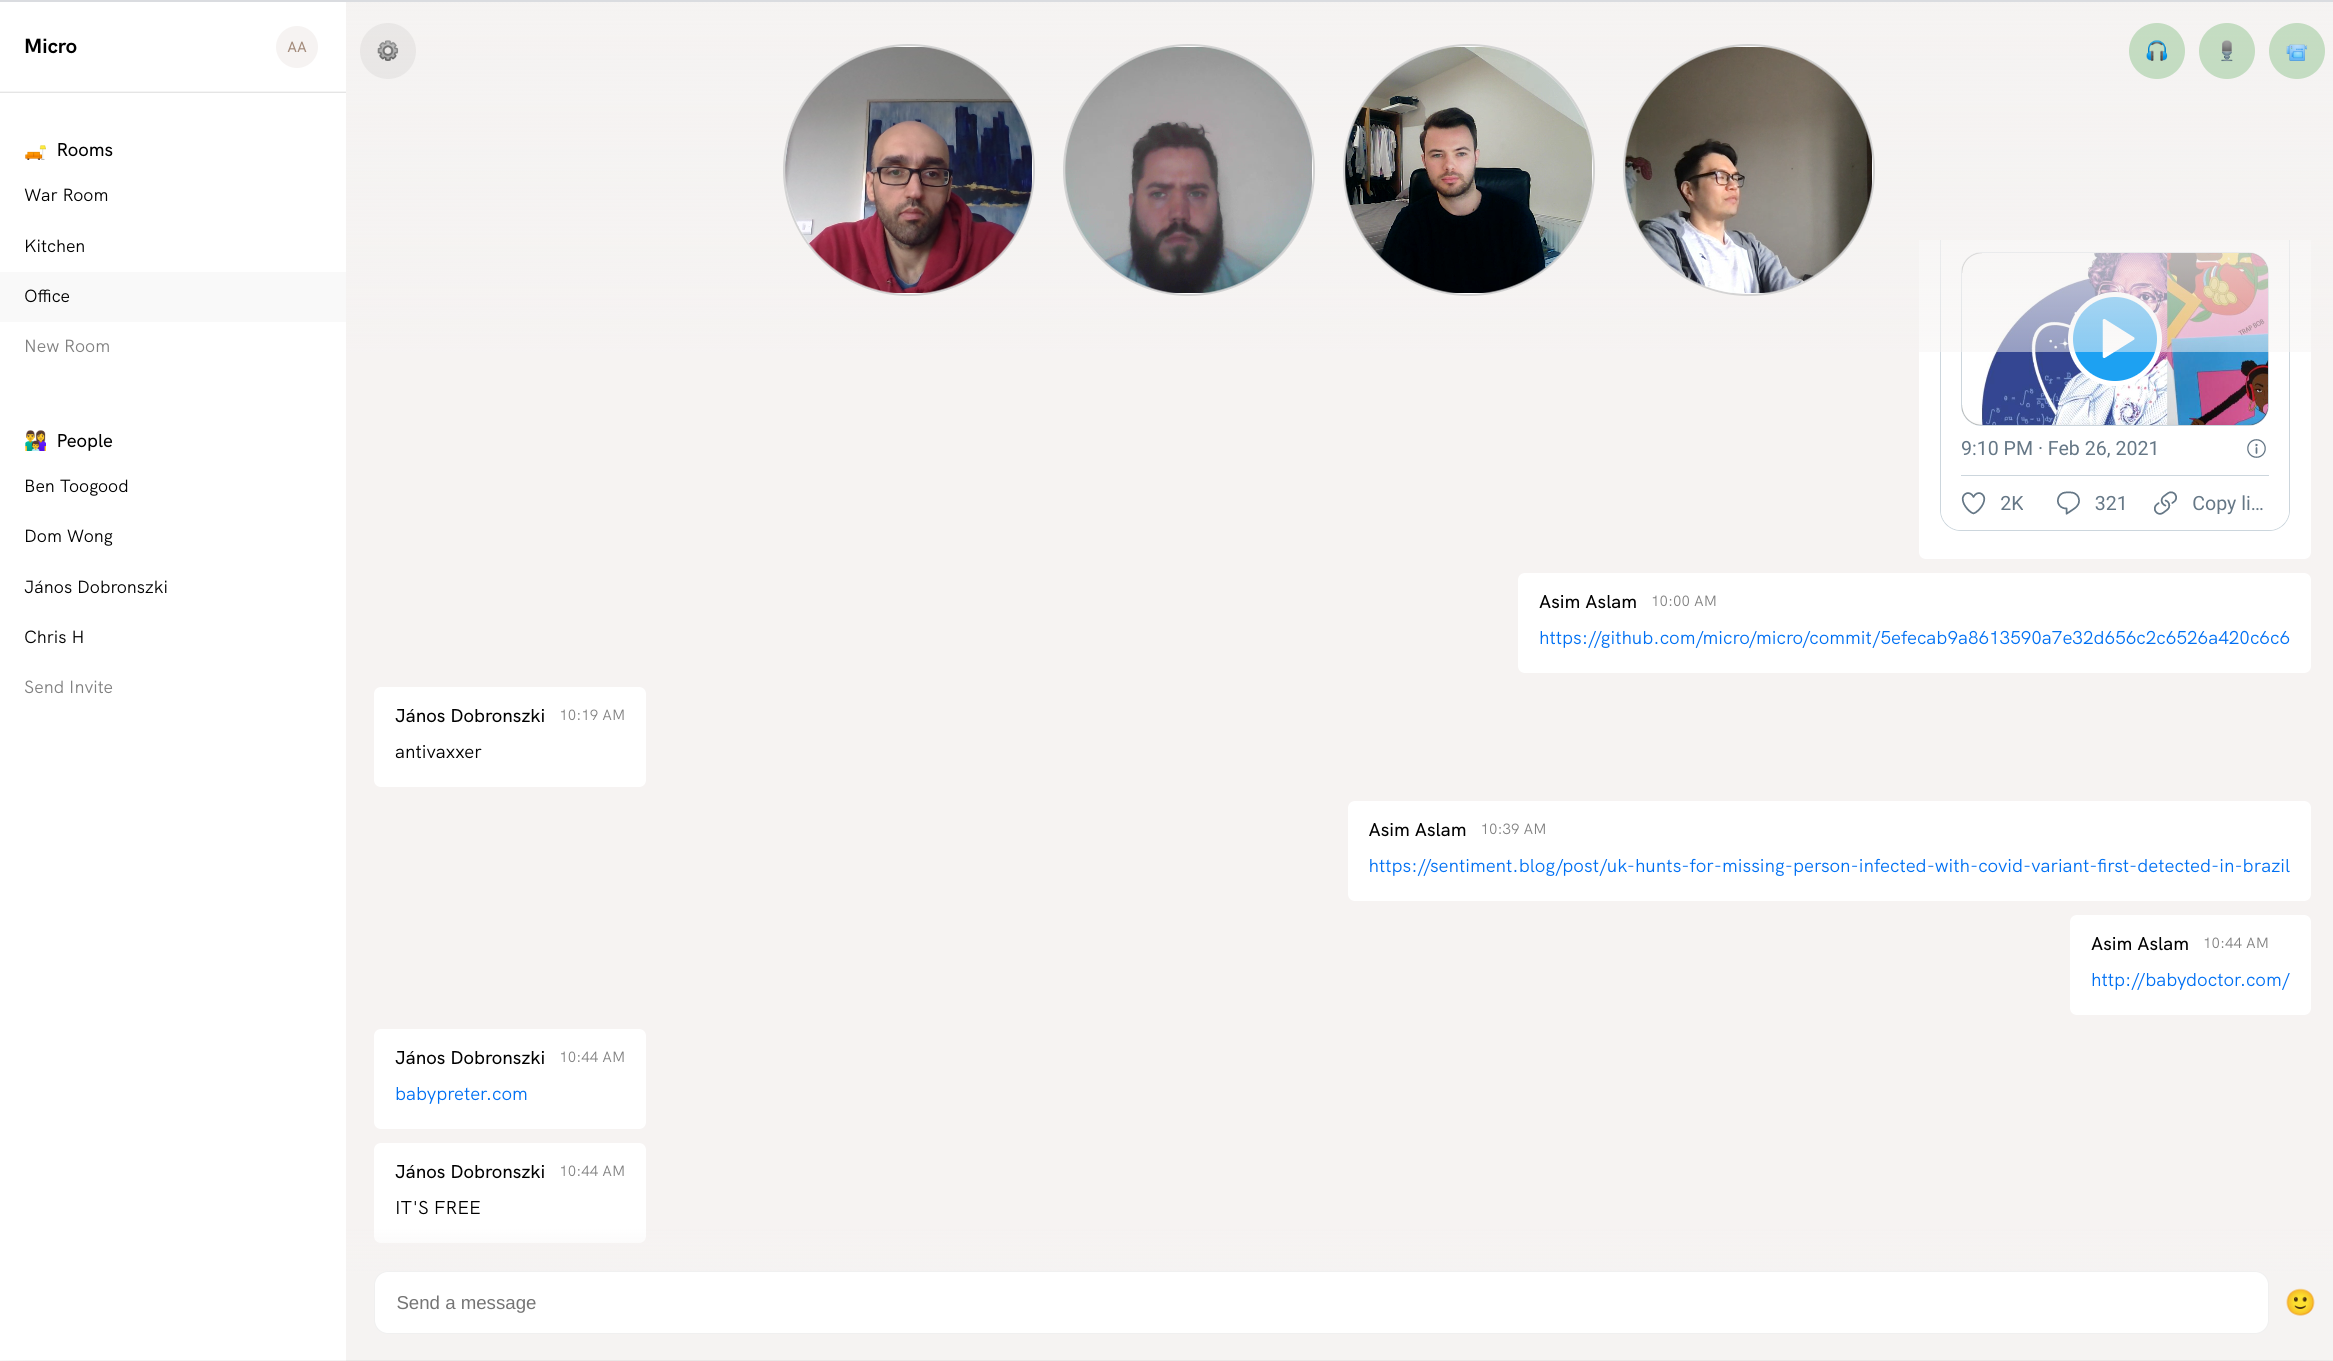 Micro
AA
Rooms
War Room
Kitchen
Office
New Room
People
Ben Toogood
Dom Wong
János Dobronszki
Chris H
Send Invite
TRAP BOB
9:10 PM · Feb 26, 2021
2K
321
Copy li...
Asim Aslam 10:00 AM
https://github.com/micro/micro/commit/5efecab9a8613590a7e32d656c2c6526a420c6c6
János Dobronszki 10:19 AM
antivaxxer
Asim Aslam 10:39 AM
https://sentiment.blog/post/uk-hunts-for-missing-person-infected-with-covid-variant-first-detected-in-brazil
Asim Aslam 10:44 AM
http://babydoctor.com/
János Dobronszki 10:44 AM
babypreter.com
János Dobronszki 10:44 AM
IT'S FREE
Send a message